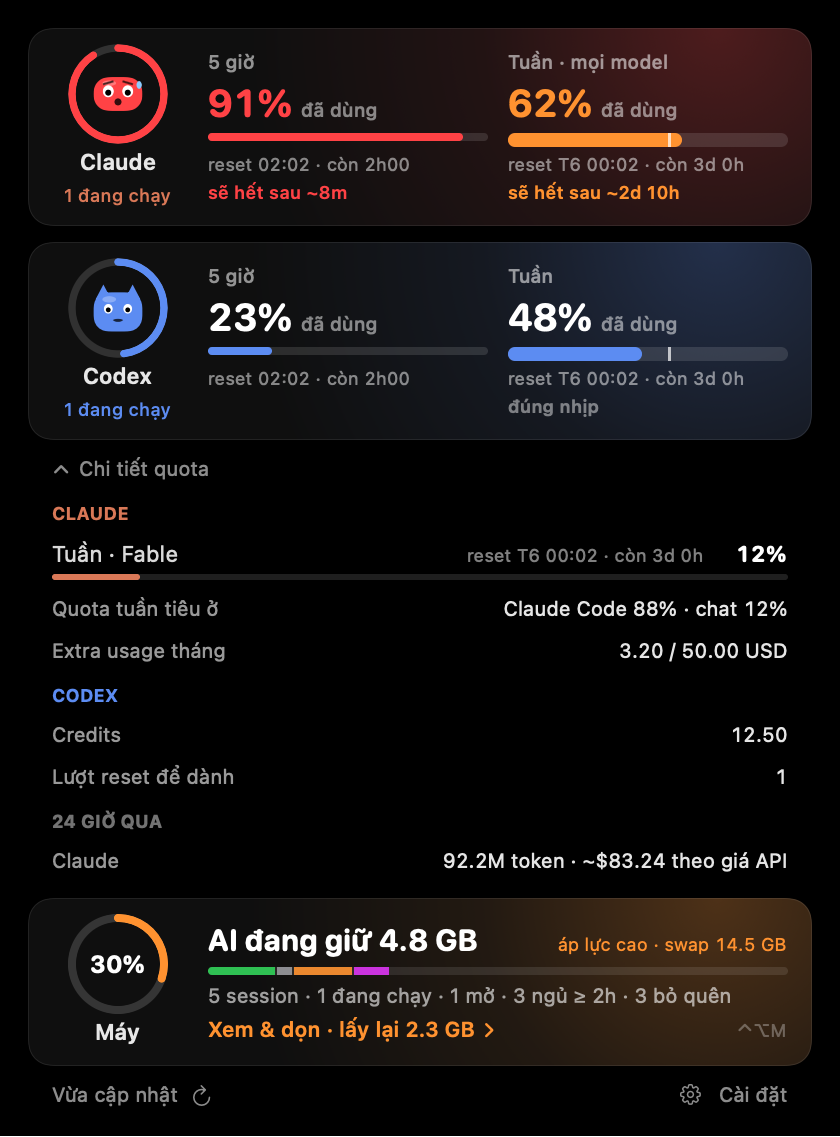 5 giờ
Tuần · mọi model
91% đã dùng
62% đã dùng
Claude
reset 02:02 · còn 2h00
reset T6 00:02 · còn 3d 0h
1 đang chạy
sẽ hết sau ~8m
sẽ hết sau ~2d 10h
5 giờ
Tuần
23% đã dùng
48% đã dùng
Codex
reset 02:02 · còn 2h00
reset T6 00:02 · còn 3d 0h
1 đang chạy
đúng nhịp
Chi tiết quota
CLAUDE
Tuần · Fable reset T6 00:02 · còn 3d 0h 12%
Quota tuần tiêu ở Claude Code 88% · chat 12%
Extra usage tháng 3.20 / 50.00 USD
CODEX
Credits 12.50
Lượt reset để dành 1
24 GIỜ QUA
Claude 92.2M token · ~$83.24 theo giá API
30%
Máy
AI đang giữ 4.8 GB
áp lực cao · swap 14.5 GB
5 session · 1 đang chạy · 1 mở · 3 ngủ ≥ 2h · 3 bỏ quên
Xem & dọn · lấy lại 2.3 GB >
⌃⌥M
Vừa cập nhật
Cài đặt